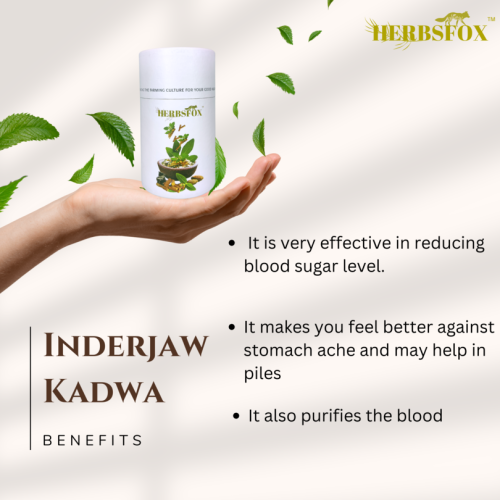 HERBSFOX™
HERBSFOX
It is very effective in reducing
blood sugar level.
It makes you feel better against
stomach ache and may help in
piles
It also purifies the blood
INDERJAW
KADWA
BENEFITS